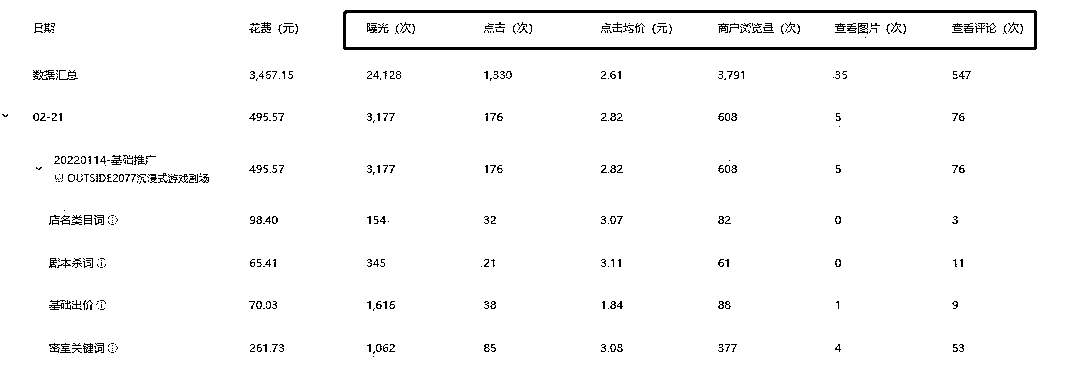 日期 花费（元） 曝光（次） 点击（次） 点击均价（元） 商户浏览量（次） 查看图片（次） 查看评论（次）
数据汇总 3,467.15 24,128 1,330 2.61 3,791 35 547
02-21 495.57 3,177 176 2.82 608 5 76
20220114-基础推广
OUTSIDE2077沉浸式游戏剧场 495.57 3,177 176 2.82 608 5 76
店名类目词 98.40 154 32 3.07 82 0 3
剧本杀词 65.41 345 21 3.11 61 0 11
基础出价 70.03 1,616 38 1.84 88 1 9
密室关键词 261.73 1,062 85 3.08 377 4 53